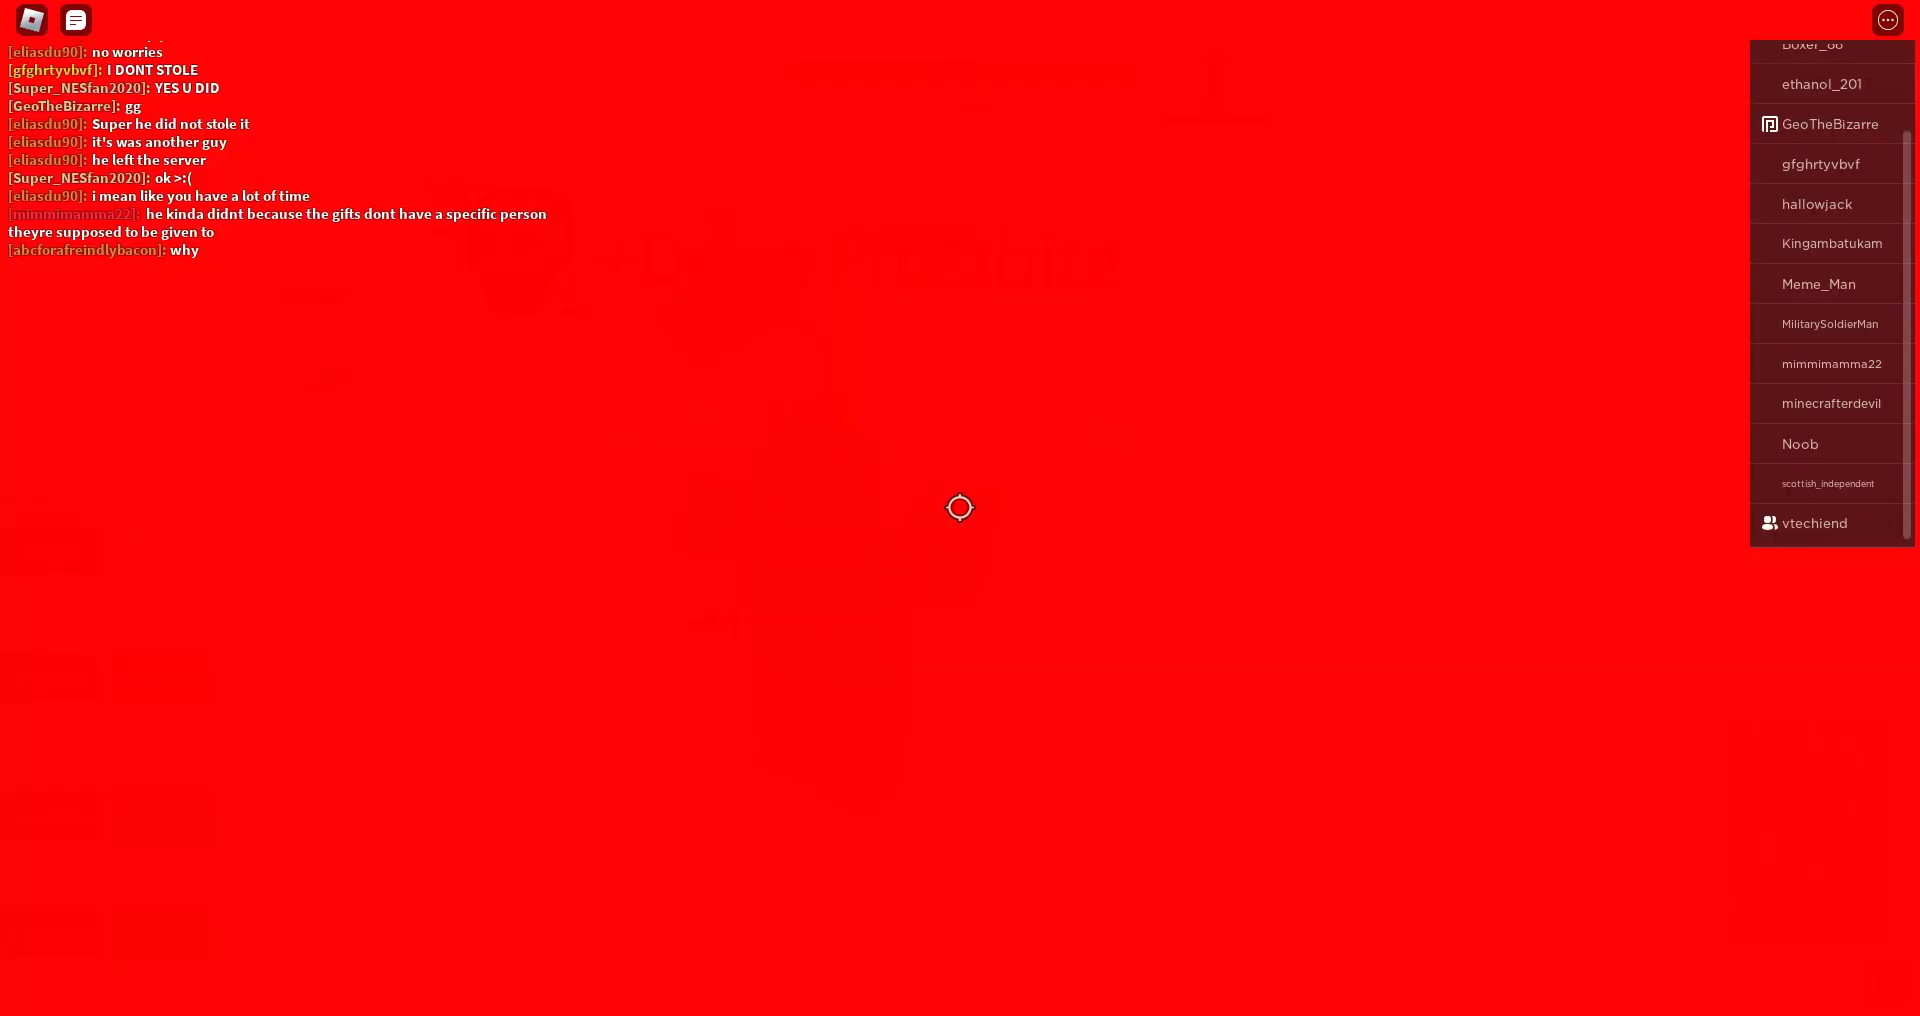 [eliasdu90]: no worries
[gfghrtyvbvf]: I DONT STOLE
[Super_NESfan2020]: YES U DID
[GeoTheBizarre]: gg
[eliasdu90]: Super he did not stole it
[eliasdu90]: it's was another guy
[eliasdu90]: he left the server
[Super_NESfan2020]: ok >:(
[eliasdu90]: i mean like you have a lot of time
[mimmimamma22]: he kinda didnt because the gifts dont have a specific person
theyre supposed to be given to
[abcforafreindlybacon]: why
ethanol_201
GeoTheBizarre
gfghrtyvbvf
hallowjack
Kingambatukam
Meme_Man
MilitarySoldierMan
mimmimamma22
minecrafterdevil
Noob
scottish_independent
vtechiend